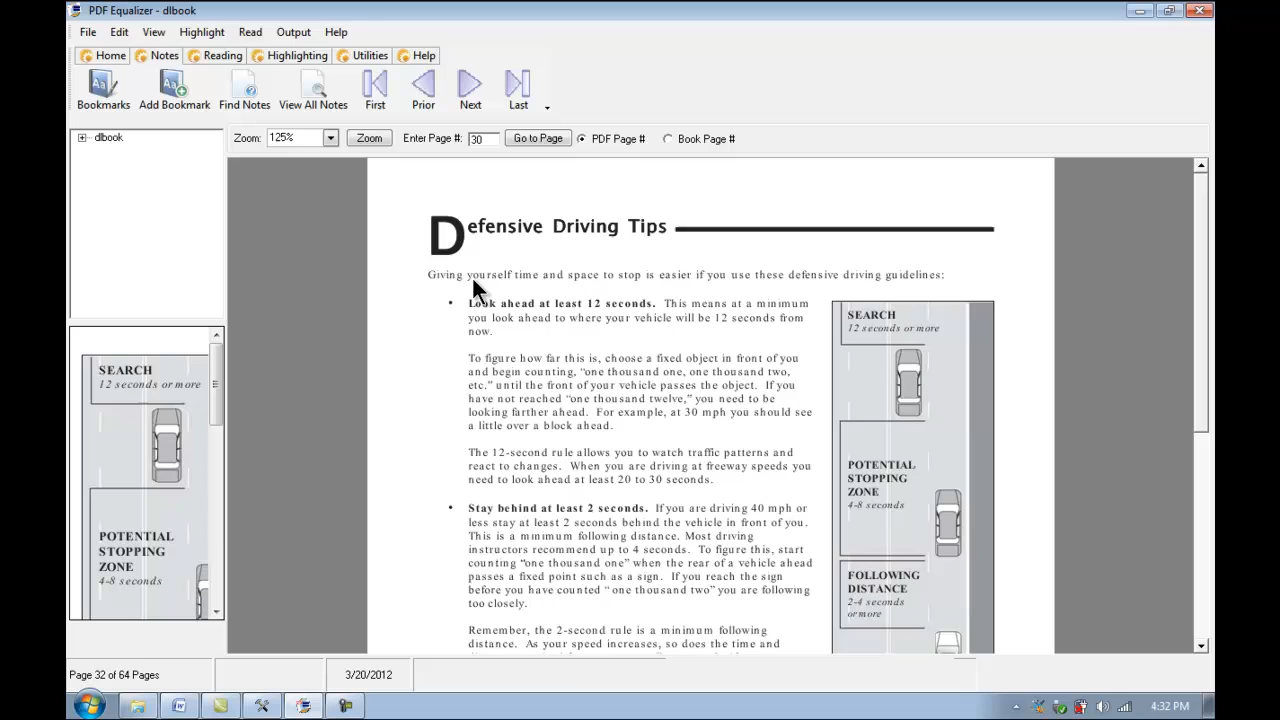 PDF Equalizer - dlbook
File Edit View Highlight Read Output Help
Home Notes Reading Highlighting Utilities Help
Bookmarks Add Bookmark Find Notes View All Notes First Prior Next Last
dlbook
Zoom: 125% Zoom Enter Page #: 30 Go to Page PDF Page # Book Page #
Defensive Driving Tips
Giving yourself time and space to stop is easier if you use these defensive driving guidelines:
• Look ahead at least 12 seconds. This means at a minimum
you look ahead to where your vehicle will be 12 seconds from
now.
To figure how far this is, choose a fixed object in front of you
and begin counting, “one thousand one, one thousand two,
etc.” until the front of your vehicle passes the object. If you
have not reached “one thousand twelve,” you need to be
looking farther ahead. For example, at 30 mph you should see
a little over a block ahead.
The 12-second rule allows you to watch traffic patterns and
react to changes. When you are driving at freeway speeds you
need to look ahead at least 20 to 30 seconds.
• Stay behind at least 2 seconds. If you are driving 40 mph or
less stay at least 2 seconds behind the vehicle in front of you.
This is a minimum following distance. Most driving
instructors recommend up to 4 seconds. To figure this, start
counting “one thousand one” when the rear of a vehicle ahead
passes a fixed point such as a sign. If you reach the sign
before you have counted “ one thousand two” you are following
too closely.
Remember, the 2-second rule is a minimum following
distance. As your speed increases, so does the time and
SEARCH
12 seconds or more
POTENTIAL
STOPPING
ZONE
4-8 seconds
FOLLOWING
DISTANCE
2-4 seconds
or more
SEARCH
12 seconds or more
POTENTIAL
STOPPING
ZONE
4-8 seconds
Page 32 of 64 Pages
3/20/2012
4:32 PM